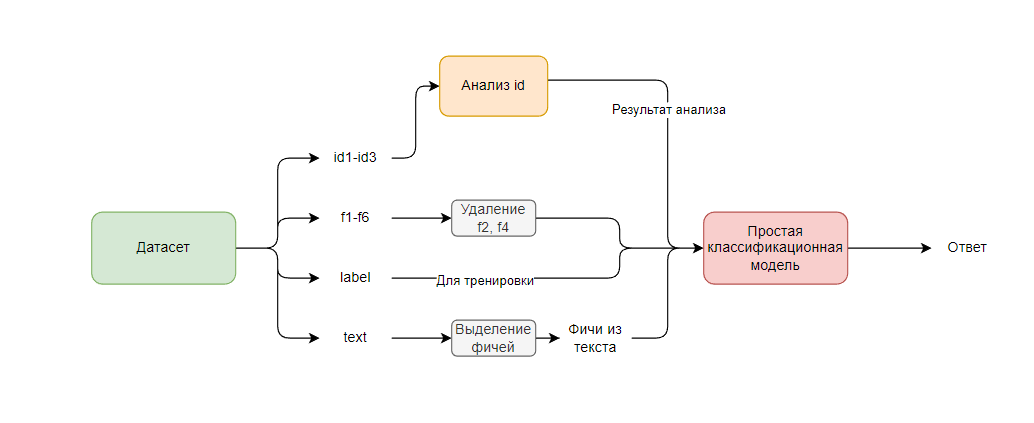 Анализ id
Результат анализа
id1-id3
f1-f6
Удаление
f2, f4
Датасет
Простая
классификационная
модель
Ответ
label
Для тренировки
text
Выделение
фичей
Фичи из
текста